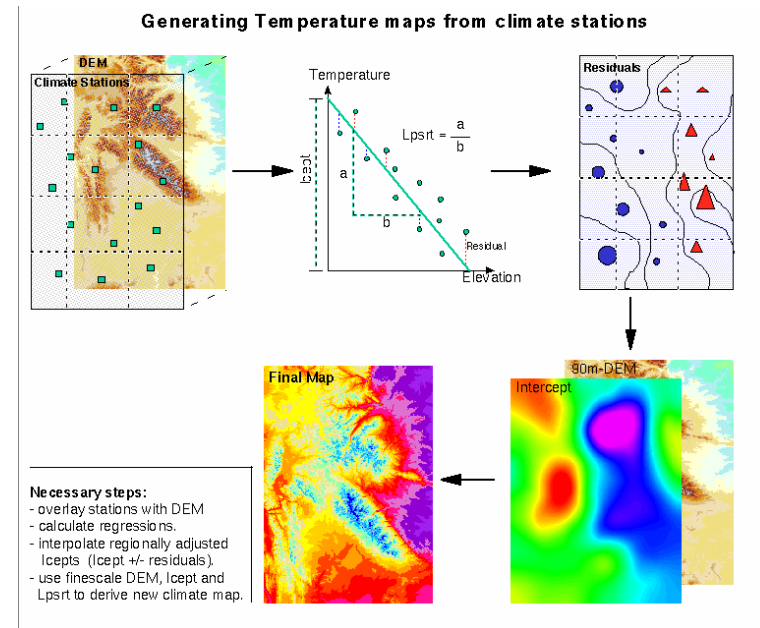 Generating Temperature maps from climate stations
DEM
Climate Stations
Temperature
Icept
a
b
Lpsrt = a
b
Residual
Elevation
Residuals
90m-DEM
Intercept
Final Map
Necessary steps:
- overlay stations with DEM
- calculate regressions.
- interpolate regionally adjusted
Icepts (Icept +/- residuals).
- use finescale DEM, Icept and
Lpsrt to derive new climate map.